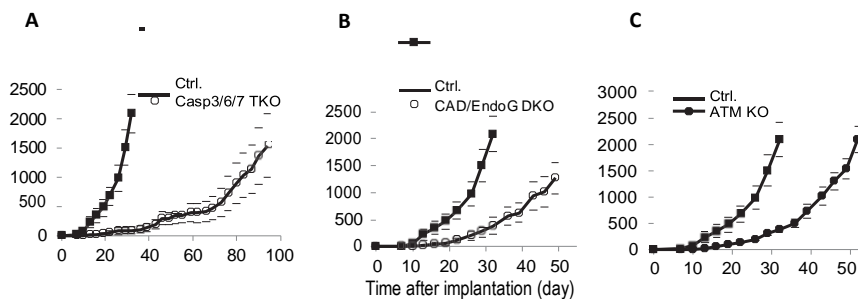 A
B
C
Ctrl.
Casp3/6/7 TKO
2500
2000
1500
1000
500
0
0 20 40 60 80 100
Ctrl.
CAD/EndoG DKO
2500
2000
1500
1000
500
0
0 10 20 30 40 50
Time after implantation (day)
Ctrl.
ATM KO
3000
2500
2000
1500
1000
500
0
0 10 20 30 40 50